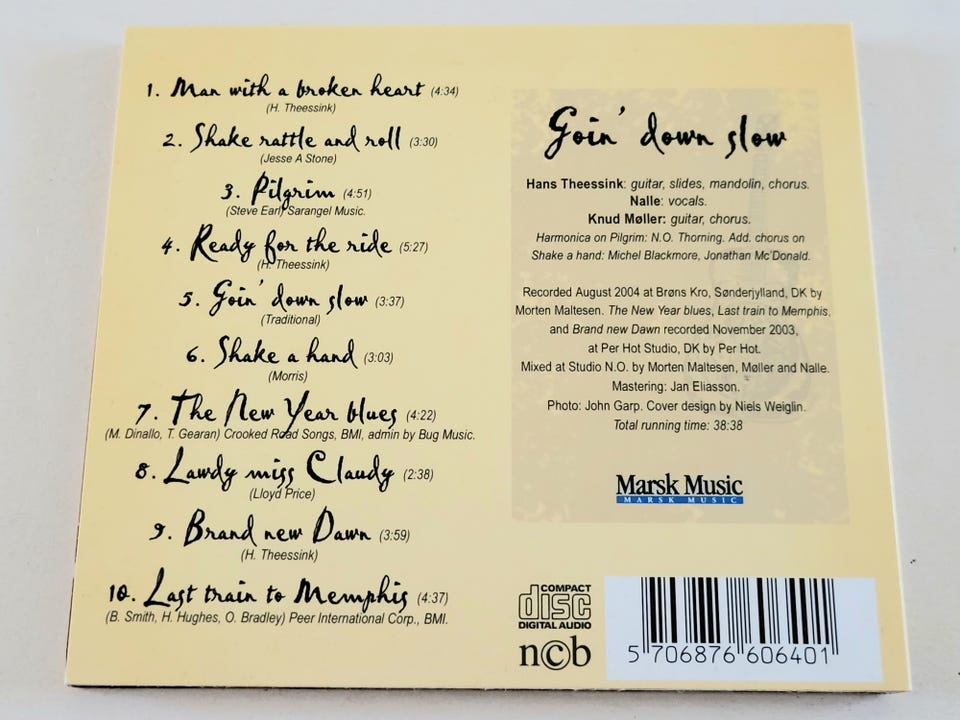 1. Man with a broken heart (4:34)
(H. Theessink)
2. Shake rattle and roll (3:30)
(Jesse A Stone)
3. Pilgrim (4:51)
(Steve Earl) Sarangel Music.
4. Ready for the ride (5:27)
(H. Theessink)
5. Goin' down slow (3:37)
(Traditional)
6. Shake a hand (3:03)
(Morris)
7. The New Year blues (4:22)
(M. Dinallo, T. Gearan) Crooked Road Songs, BMI, admin by Bug Music.
8. Lawdy miss Claudy (2:38)
(Lloyd Price)
9. Brand new Dawn (3:59)
(H. Theessink)
10. Last train to Memphis (4:37)
(B. Smith, H. Hughes, O. Bradley) Peer International Corp., BMI.
Goin' down slow
Hans Theessink: guitar, slides, mandolin, chorus.
Nalle: vocals.
Knud Møller: guitar, chorus.
Harmonica on Pilgrim: N.O. Thorning. Add. chorus on
Shake a hand: Michel Blackmore, Jonathan Mc'Donald.
Recorded August 2004 at Brøns Kro, Sønderjylland, DK by
Morten Maltesen. The New Year blues, Last train to Memphis,
and Brand new Dawn recorded November 2003,
at Per Hot Studio, DK by Per Hot.
Mixed at Studio N.O. by Morten Maltesen, Møller and Nalle.
Mastering: Jan Eliasson.
Photo: John Garp. Cover design by Niels Weiglin.
Total running time: 38:38
Marsk Music
MARSK MUSIC
COMPACT
disc
DIGITAL AUDIO
n©b
5 706876 606401